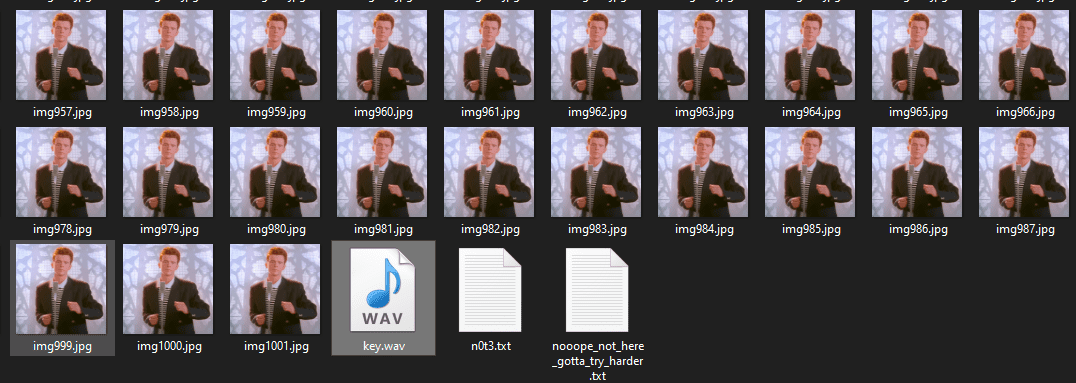 img957.jpg img958.jpg img959.jpg img960.jpg img961.jpg img962.jpg img963.jpg img964.jpg img965.jpg img966.jpg
img978.jpg img979.jpg img980.jpg img981.jpg img982.jpg img983.jpg img984.jpg img985.jpg img986.jpg img987.jpg
WAV
img999.jpg img1000.jpg img1001.jpg key.wav n0t3.txt nooope_not_here
_gotta_try_harder
.txt